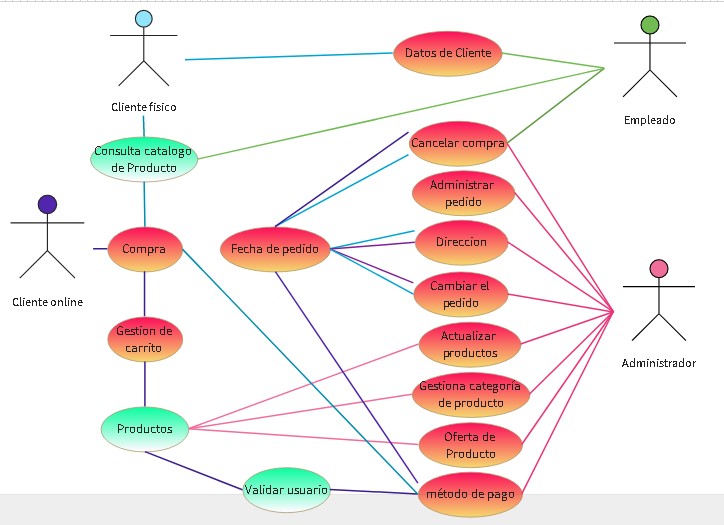 Datos de Cliente
Cliente físico
Empleado
Consulta catalogo
de Producto
Cancelar compra
Administrar
pedido
Cliente online
Compra
Fecha de pedido
Direccion
Cambiar el
pedido
Administrador
Gestion de
carrito
Actualizar
productos
Gestiona categoría
de producto
Productos
Oferta de
Producto
Validar usuario
método de pago